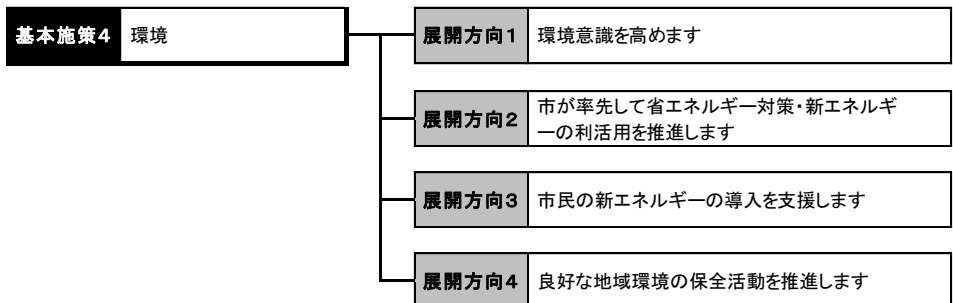 基本施策4 環境
展開方向1 環境意識を高めます
展開方向2 市が率先して省エネルギー対策・新エネルギ
ーの利活用を推進します
展開方向3 市民の新エネルギーの導入を支援します
展開方向4 良好な地域環境の保全活動を推進します